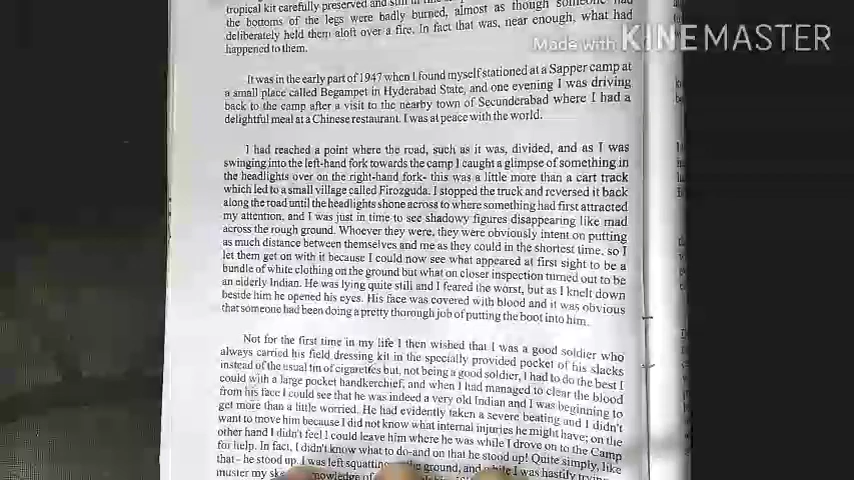 tropical kit carefully preserved and still in
the bottoms of the legs were badly burned, almost as though someone had
deliberately held them aloft over a fire. In fact that was, near enough, what had
happened to them.
Made with KINEMASTER
It was in the early part of 1947 when I found myself stationed at a Sapper camp at
a small place called Begampet in Hyderabad State, and one evening I was driving
back to the camp after a visit to the nearby town of Secunderabad where I had a
delightful meal at a Chinese restaurant. I was at peace with the world.
I had reached a point where the road, such as it was, divided, and as I was
swinging into the left-hand fork towards the camp I caught a glimpse of something in
the headlights over on the right-hand fork- this was a little more than a cart track
which led to a small village called Firozguda. I stopped the truck and reversed it back
along the road until the headlights shone across to where something had first attracted
my attention, and I was just in time to see shadowy figures disappearing like mad
across the rough ground. Whoever they were, they were obviously intent on putting
as much distance between themselves and me as they could in the shortest time, so I
let them get on with it because I could now see what appeared at first sight to be a
bundle of white clothing on the ground but what on closer inspection turned out to be
an elderly Indian. He was lying quite still and I feared the worst, but as I knelt down
beside him he opened his eyes. His face was covered with blood and it was obvious
that someone had been doing a pretty thorough job of putting the boot into him.
Not for the first time in my life I then wished that I was a good soldier who
always carried his field dressing kit in the specially provided pocket of his slacks
instead of the usual tin of cigarettes but, not being a good soldier, I had to do the best I
could with a large pocket handkerchief, and when I had managed to clear the blood
from his face I could see that he was indeed a very old Indian and I was beginning to
get more than a little worried. He had evidently taken a severe beating and I didn't
want to move him because I did not know what internal injuries he might have; on the
other hand I didn't feel I could leave him where he was while I drove on to the Camp
for help. In fact, I didn't know what to do-and on that he stood up! Quite simply, like
that- he stood up. I was left squatting the ground, and while I was hastily trying
muster my knowledge of